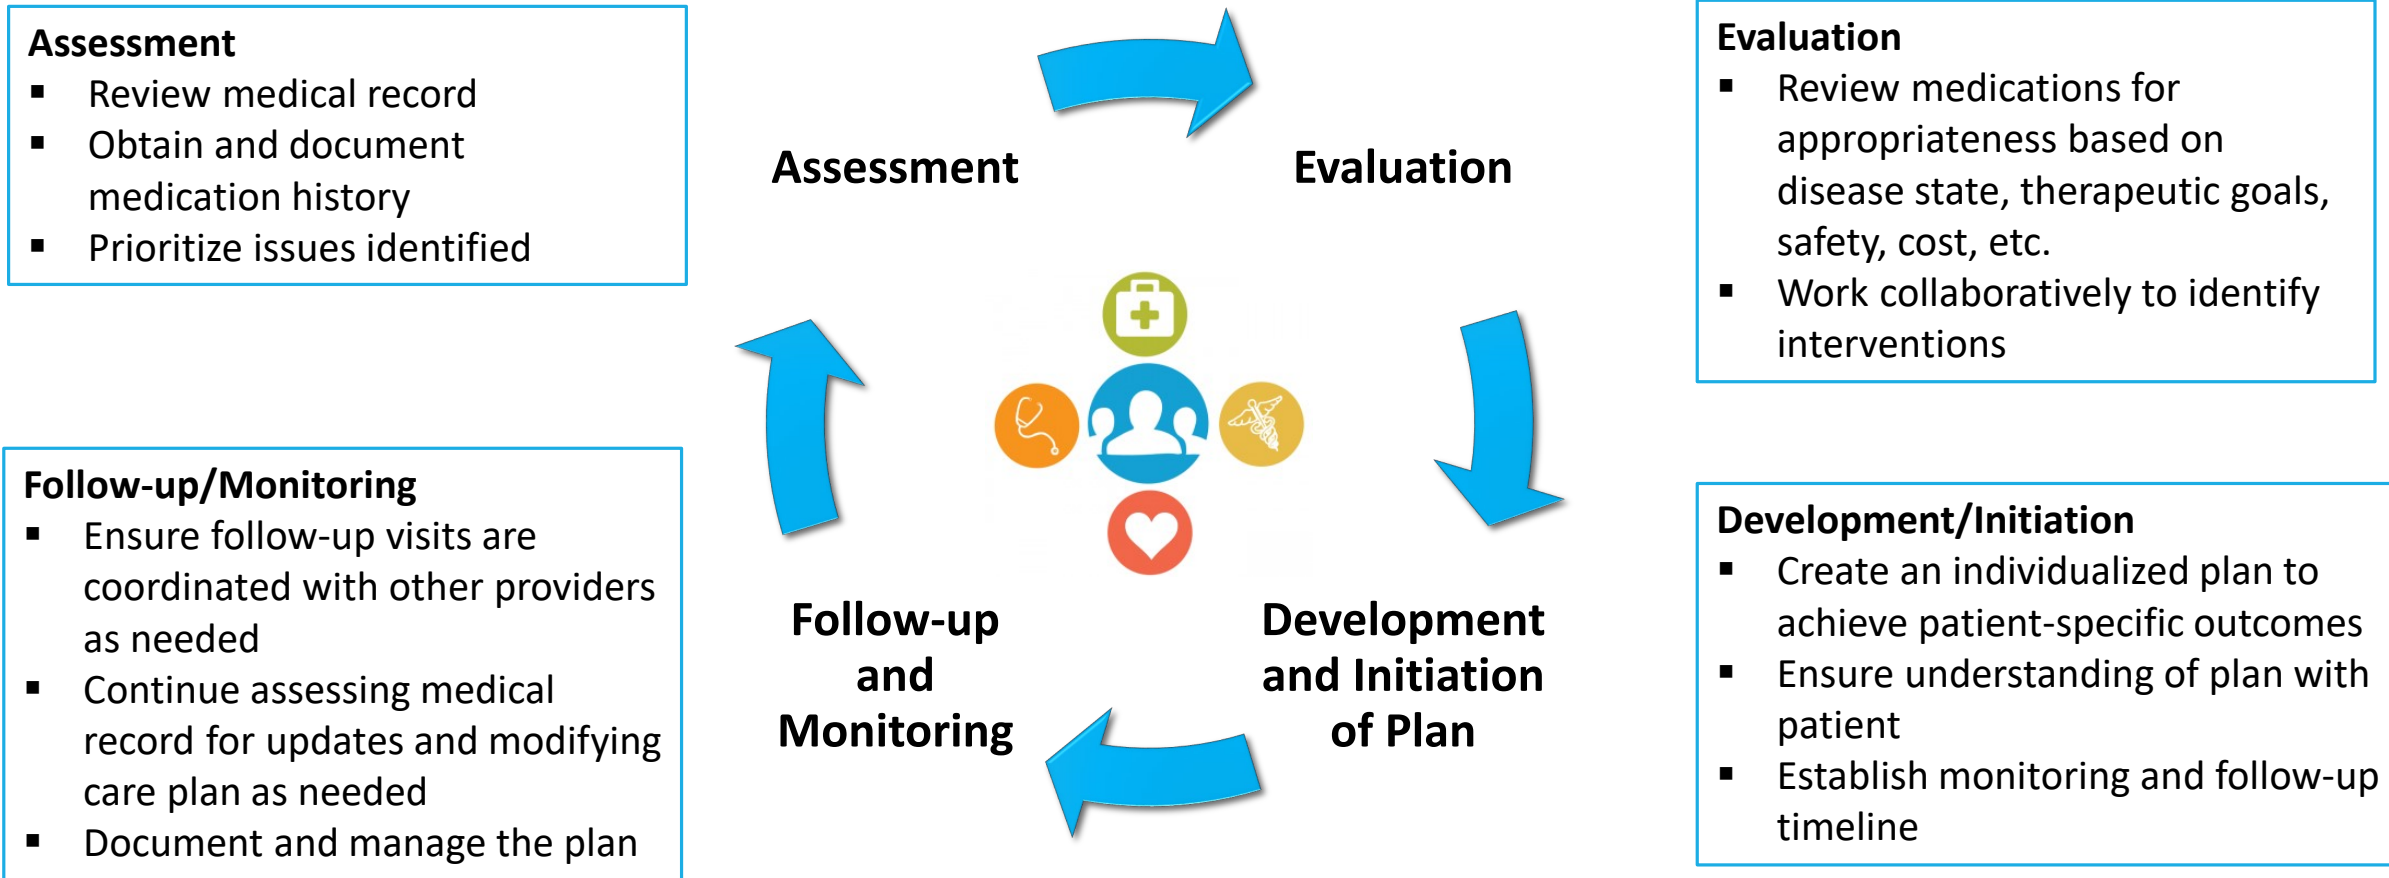 Assessment
▪ Review medical record
▪ Obtain and document
medication history
▪ Prioritize issues identified
Assessment
Evaluation
Evaluation
▪ Review medications for
appropriateness based on
disease state, therapeutic goals,
safety, cost, etc.
▪ Work collaboratively to identify
interventions
Follow-up/Monitoring
▪ Ensure follow-up visits are
coordinated with other providers
as needed
▪ Continue assessing medical
record for updates and modifying
care plan as needed
▪ Document and manage the plan
Follow-up
and
Monitoring
Development
and Initiation
of Plan
Development/Initiation
▪ Create an individualized plan to
achieve patient-specific outcomes
▪ Ensure understanding of plan with
patient
▪ Establish monitoring and follow-up
timeline